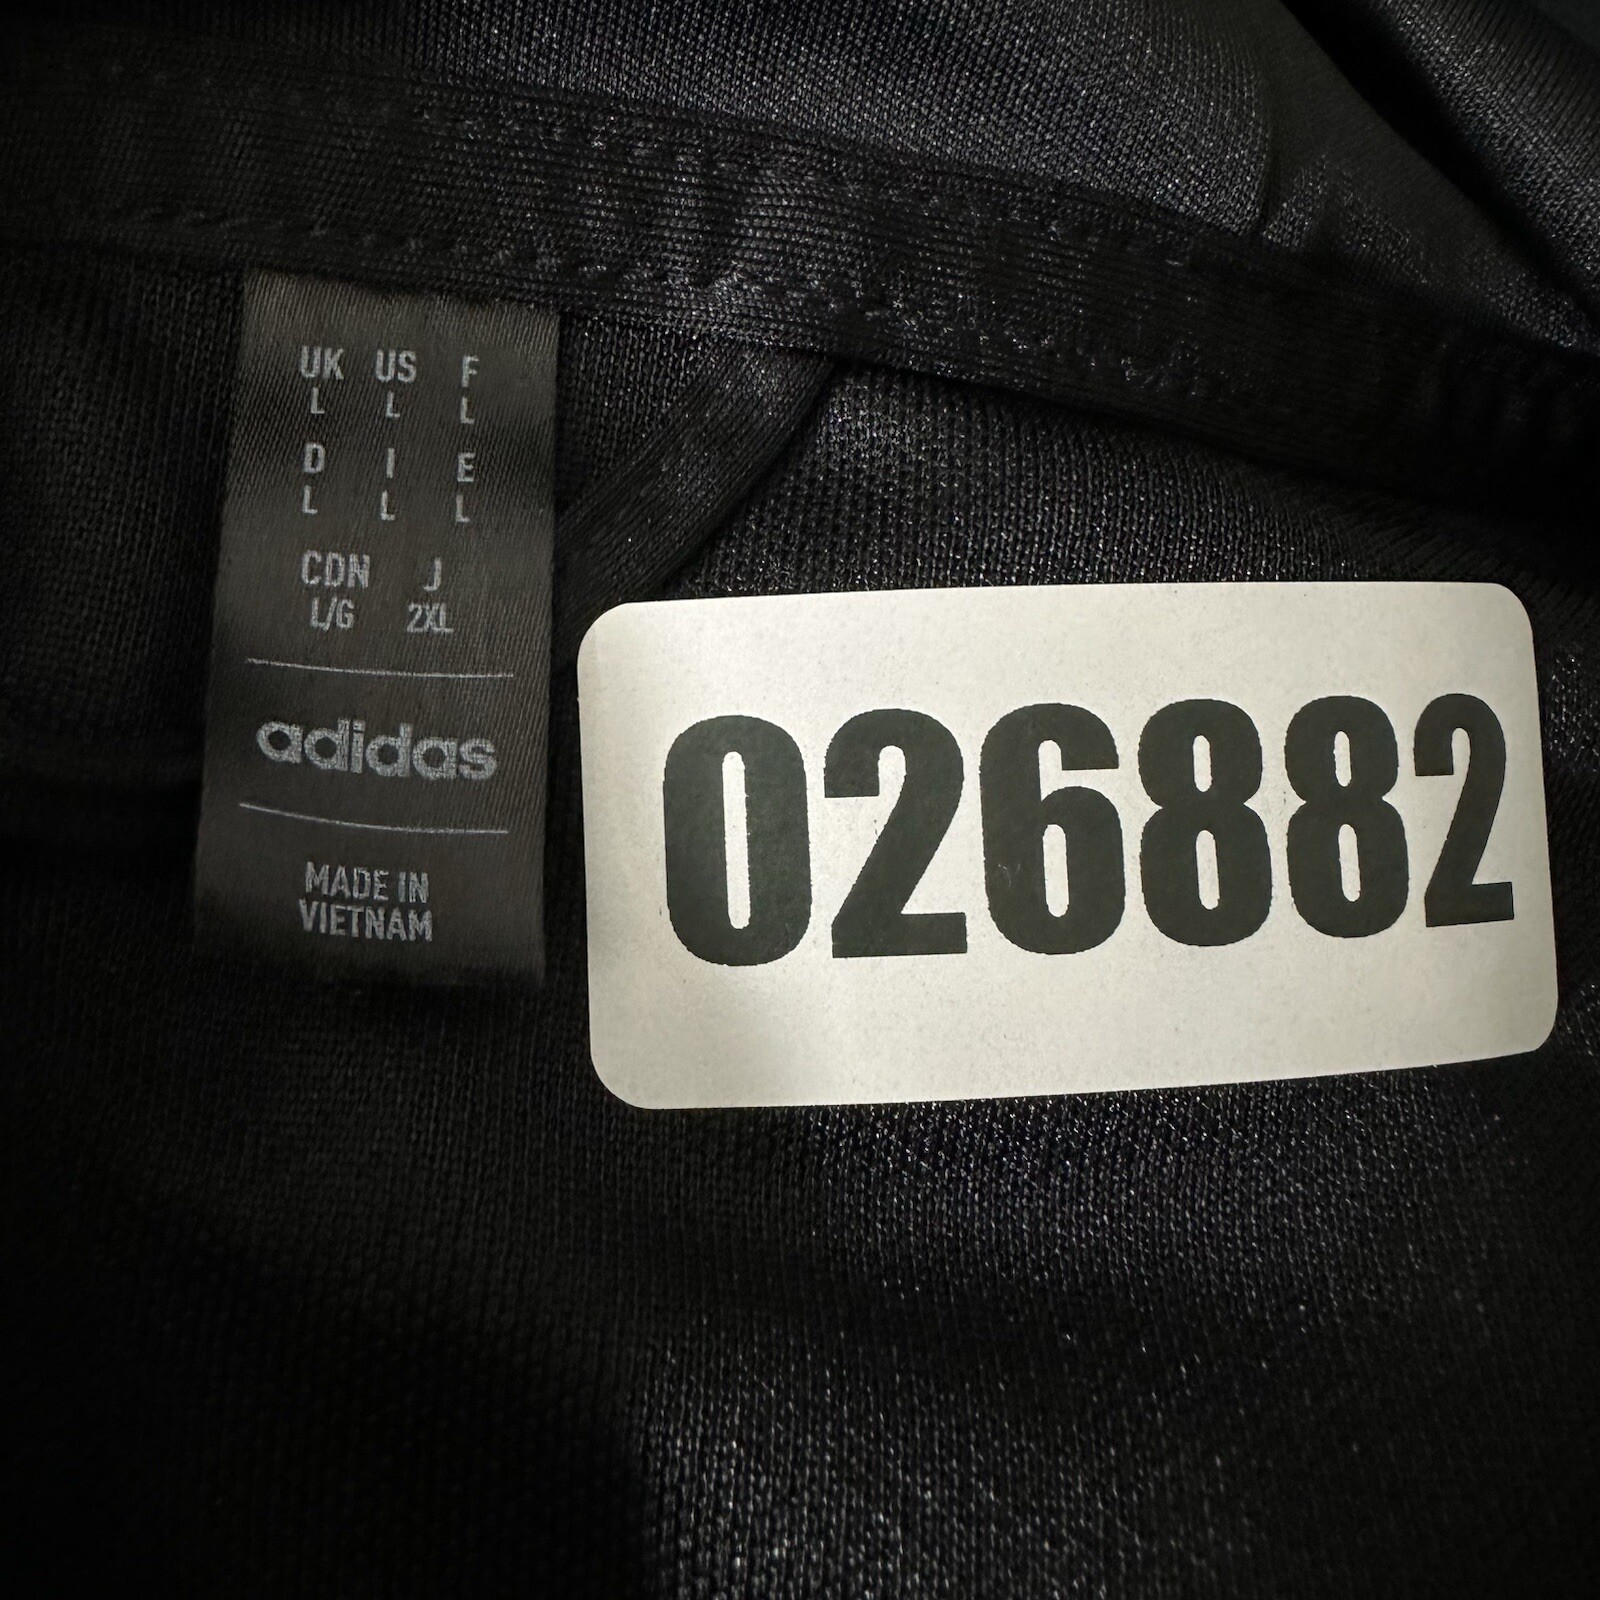 UK US F
L L L
D I E
L L L
CDN J
L/G 2XL
adidas
MADE IN
VIETNAM
026882